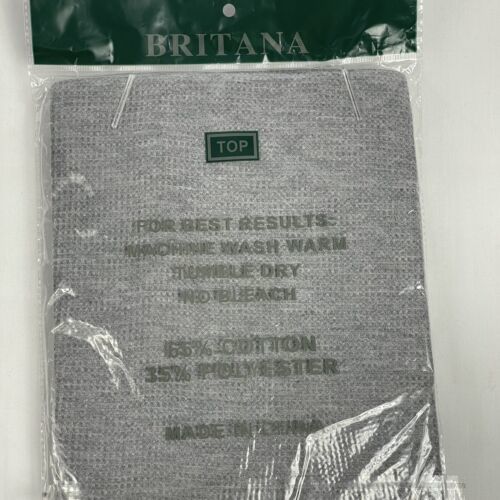 BRITANA
TOP
FOR BEST RESULTS
MACHINE WASH WARM
TUMBLE DRY
NO BLEACH
65% COTTON
35% POLYESTER
MADE IN CHINA